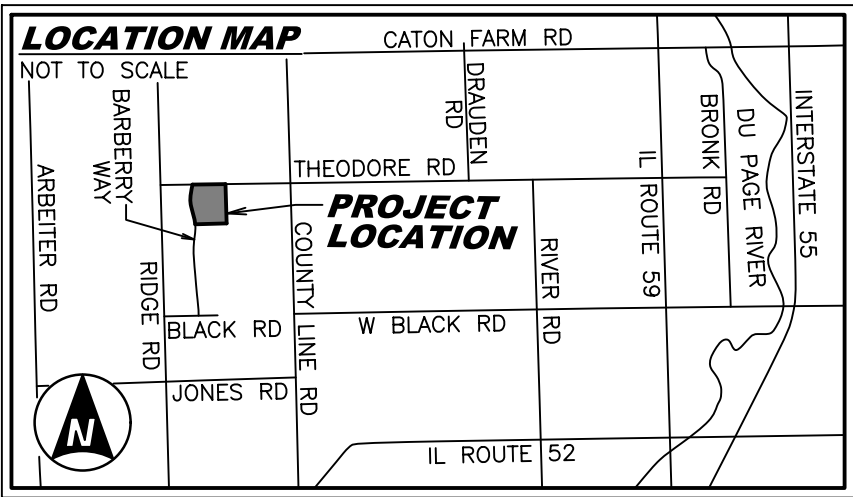 LOCATION MAP
NOT TO SCALE
CATON FARM RD
DRAUDEN
RD
BARBERRY
WAY
ARBEITER RD
THEODORE RD
IL ROUTE 59
BRONK RD
DU PAGE RIVER
INTERSTATE 55
PROJECT
LOCATION
RIDGE RD
COUNTY LINE RD
RIVER RD
BLACK RD
W BLACK RD
JONES RD
IL ROUTE 52
N